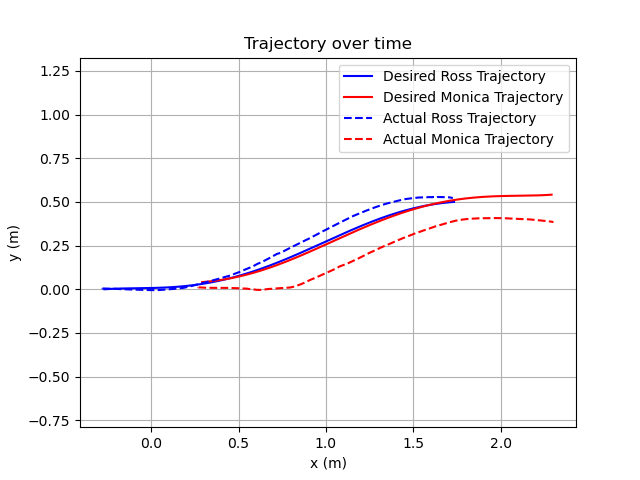 Trajectory over time
1.25
1.00
0.75
0.50
0.25
0.00
−0.25
−0.50
−0.75
y (m)
Desired Ross Trajectory
Desired Monica Trajectory
Actual Ross Trajectory
Actual Monica Trajectory
0.0 0.5 1.0 1.5 2.0
x (m)